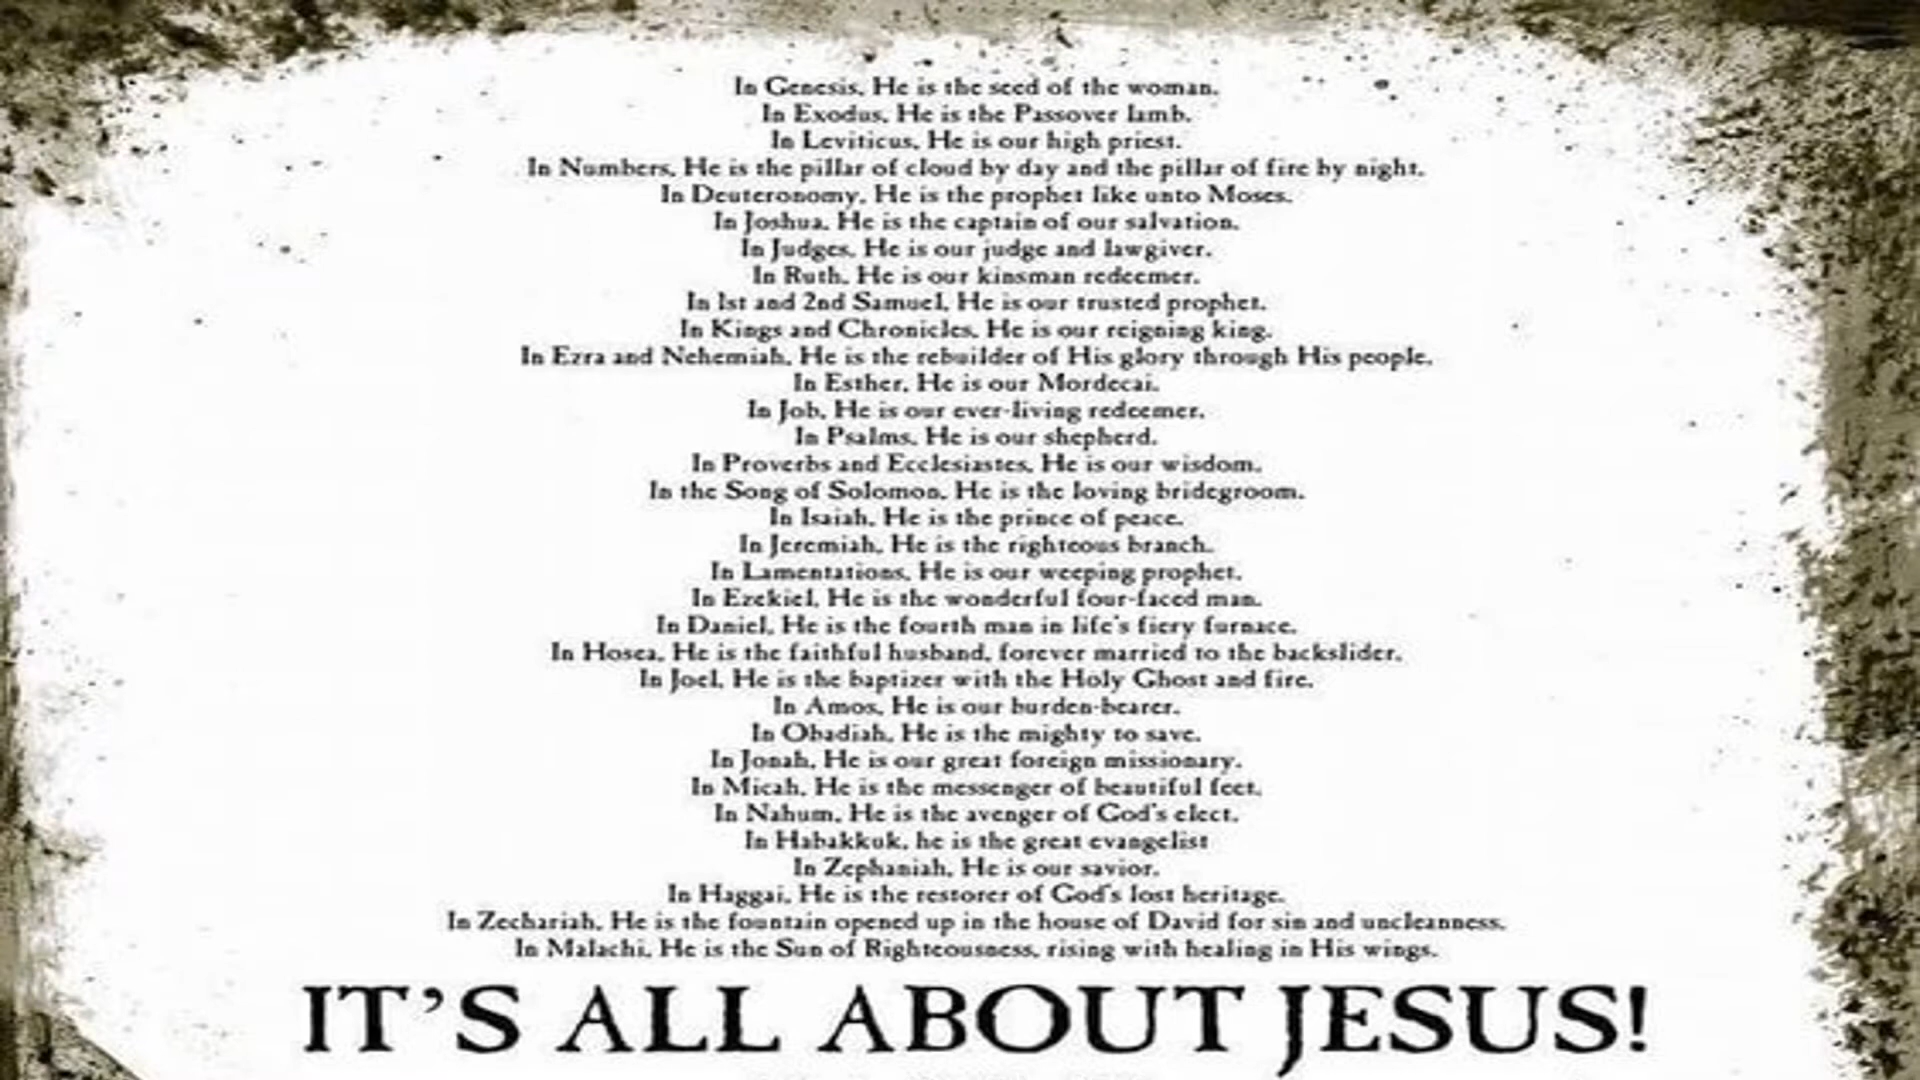 In Genesis, He is the seed of the woman.
In Exodus, He is the Passover lamb.
In Leviticus, He is our high priest.
In Numbers, He is the pillar of cloud by day and the pillar of fire by night.
In Deuteronomy, He is the prophet like unto Moses.
In Joshua, He is the captain of our salvation.
In Judges, He is our judge and lawgiver.
In Ruth, He is our kinsman redeemer.
In 1st and 2nd Samuel, He is our trusted prophet.
In Kings and Chronicles, He is our reigning king.
In Ezra and Nehemiah, He is the rebuilder of His glory through His people.
In Esther, He is our Mordecai.
In Job, He is our ever-living redeemer.
In Psalms, He is our shepherd.
In Proverbs and Ecclesiastes, He is our wisdom.
In the Song of Solomon, He is the loving bridegroom.
In Isaiah, He is the prince of peace.
In Jeremiah, He is the righteous branch.
In Lamentations, He is our weeping prophet.
In Ezekiel, He is the wonderful four-faced man.
In Daniel, He is the fourth man in life's fiery furnace.
In Hosea, He is the faithful husband, forever married to the backslider.
In Joel, He is the baptizer with the Holy Ghost and fire.
In Amos, He is our burden-bearer.
In Obadiah, He is the mighty to save.
In Jonah, He is our great foreign missionary.
In Micah, He is the messenger of beautiful feet.
In Nahum, He is the avenger of God's elect.
In Habakkuk, he is the great evangelist
In Zephaniah, He is our savior.
In Haggai, He is the restorer of God's lost heritage.
In Zechariah, He is the fountain opened up in the house of David for sin and uncleanness.
In Malachi, He is the Sun of Righteousness, rising with healing in His wings.
IT'S ALL ABOUT JESUS!